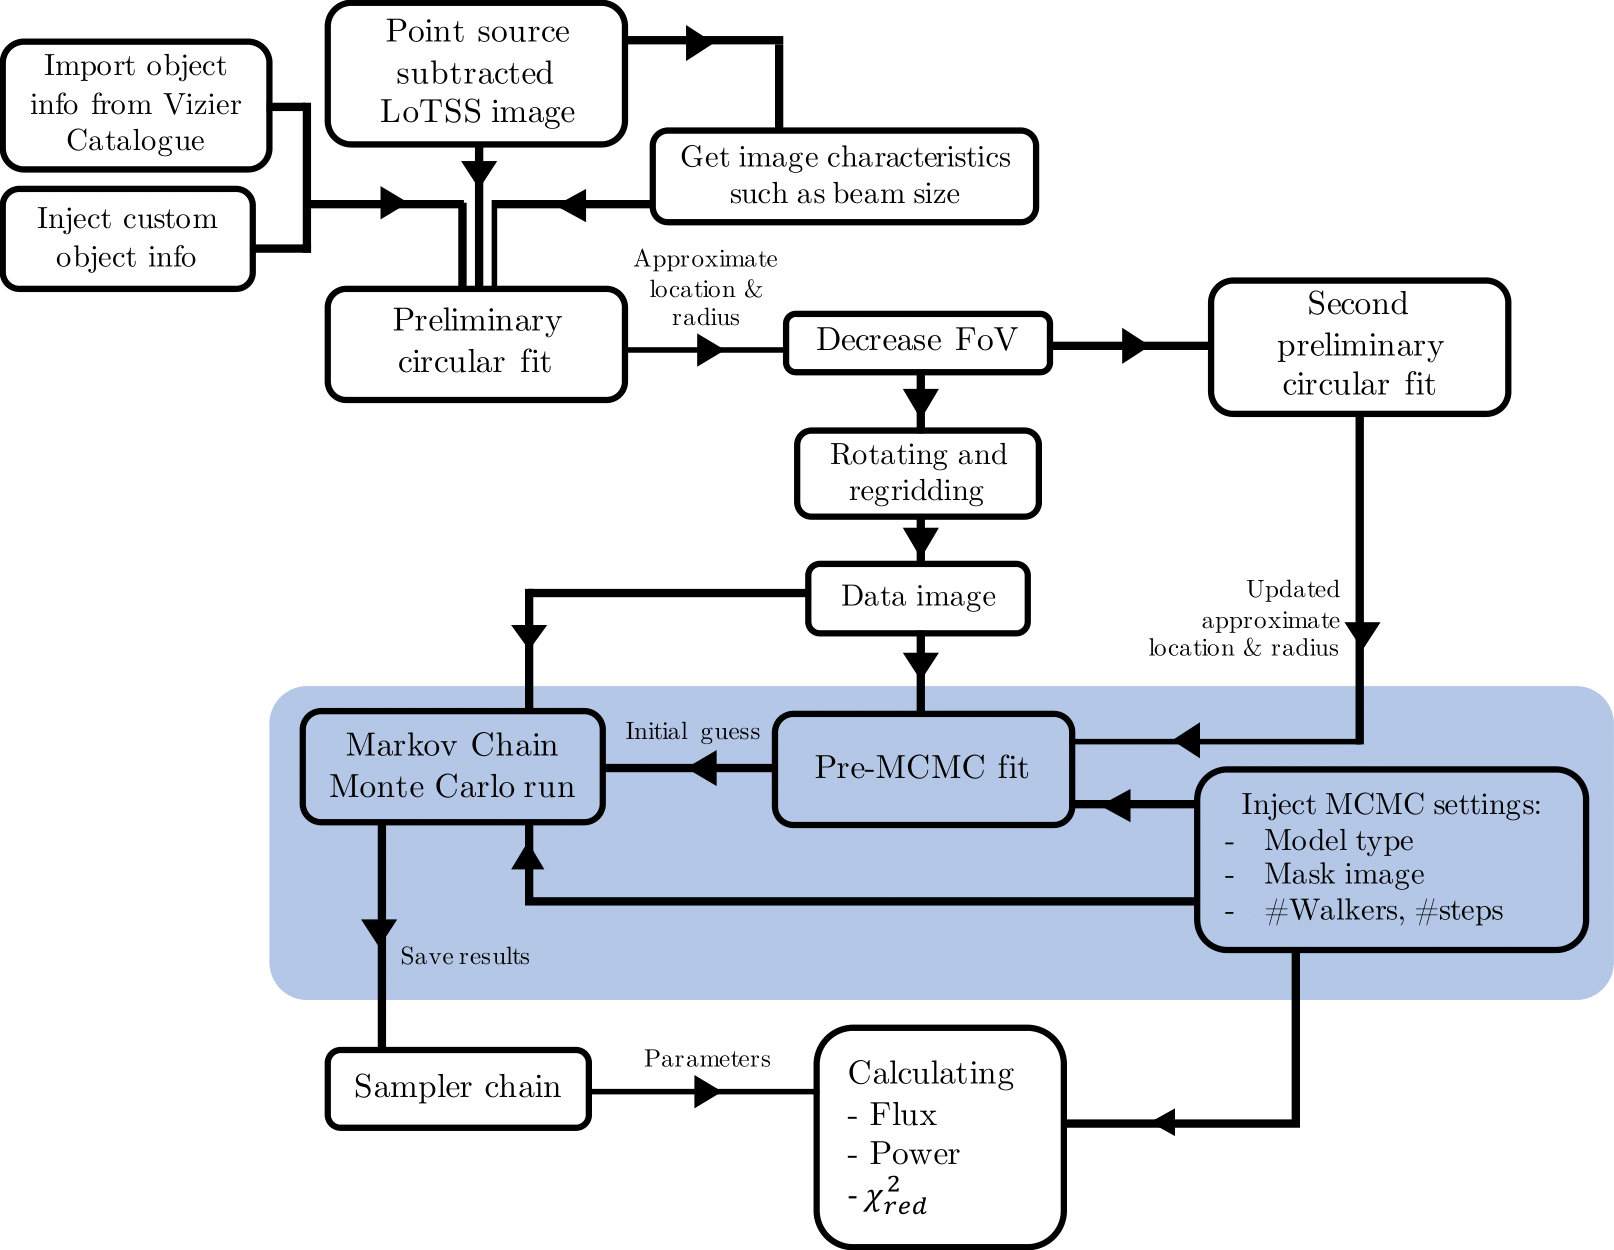 Point source
subtracted
LoTSS image
Import object
info from Vizier
Catalogue
Get image characteristics
such as beam size
Inject custom
object info
Approximate
location &
radius
Preliminary
circular fit
Decrease FoV
Second
preliminary
circular fit
Rotating and
regridding
Data image
Updated
approximate
location & radius
Markov Chain
Monte Carlo run
Initial guess
Pre-MCMC fit
Inject MCMC settings:
- Model type
- Mask image
- #Walkers, #steps
Save results
Sampler chain
Parameters
Calculating
- Flux
- Power
- χ²_red